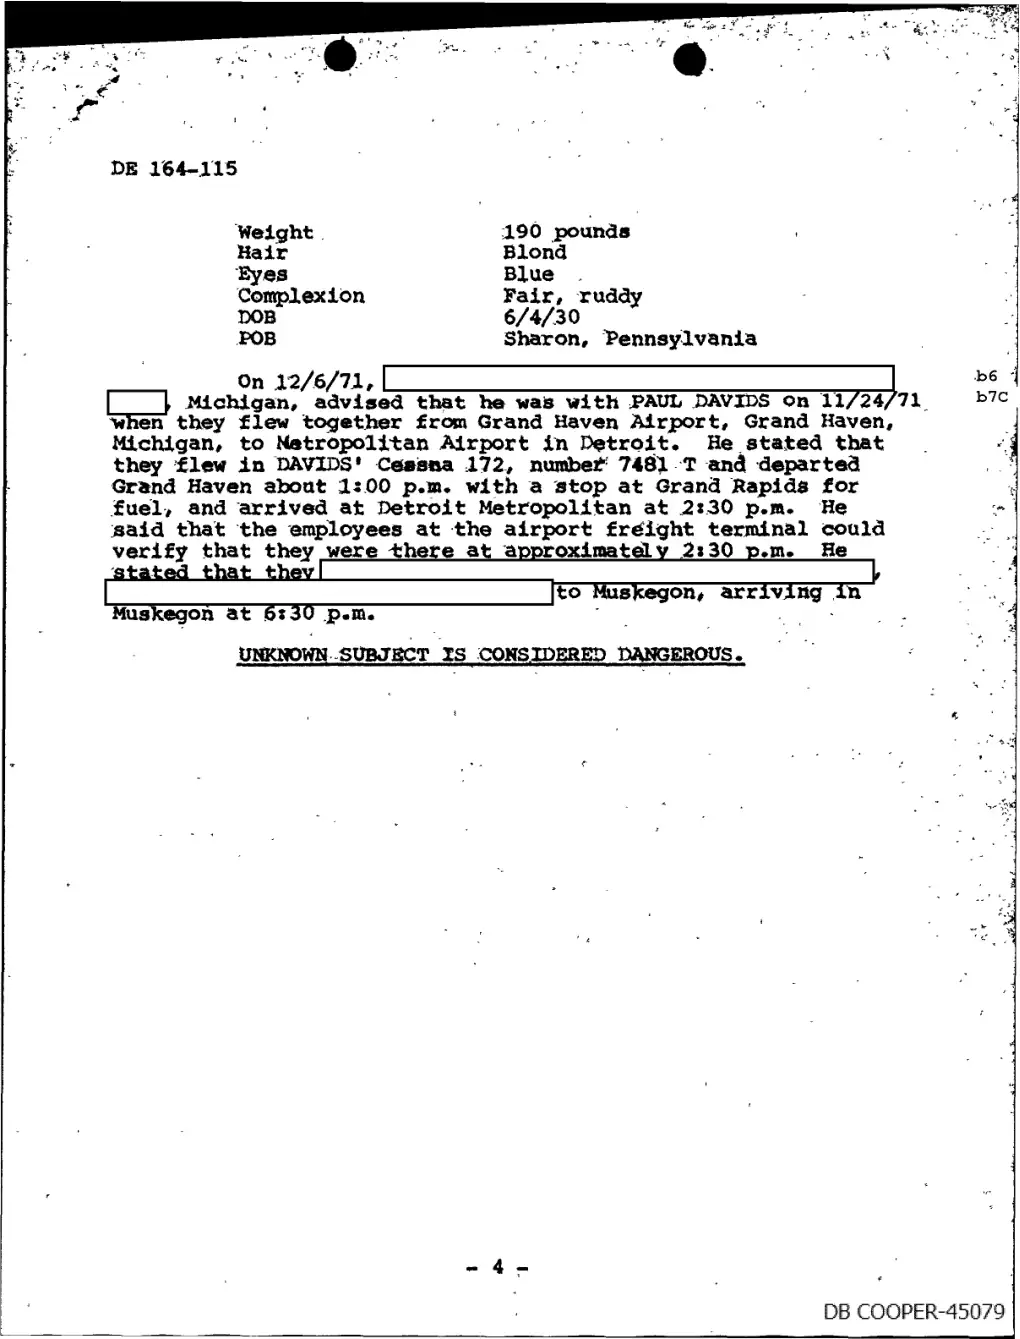 DE 164-115
Weight 190 pounds
Hair Blond
Eyes Blue
Complexion Fair, ruddy
DOB 6/4/30
POB Sharon, Pennsylvania
On 12/6/71,
b6
, Michigan, advised that he was with PAUL DAVIDS on 11/24/71
b7C
when they flew together from Grand Haven Airport, Grand Haven,
Michigan, to Metropolitan Airport in Detroit. He stated that
they flew in DAVIDS' Cessna 172, number 7481 T and departed
Grand Haven about 1:00 p.m. with a stop at Grand Rapids for
fuel, and arrived at Detroit Metropolitan at 2:30 p.m. He
said that the employees at the airport freight terminal could
verify that they were there at approximately 2:30 p.m. He
stated that they ,
to Muskegon, arriving in
Muskegon at 6:30 p.m.
UNKNOWN SUBJECT IS CONSIDERED DANGEROUS.
- 4 -
DB COOPER-45079